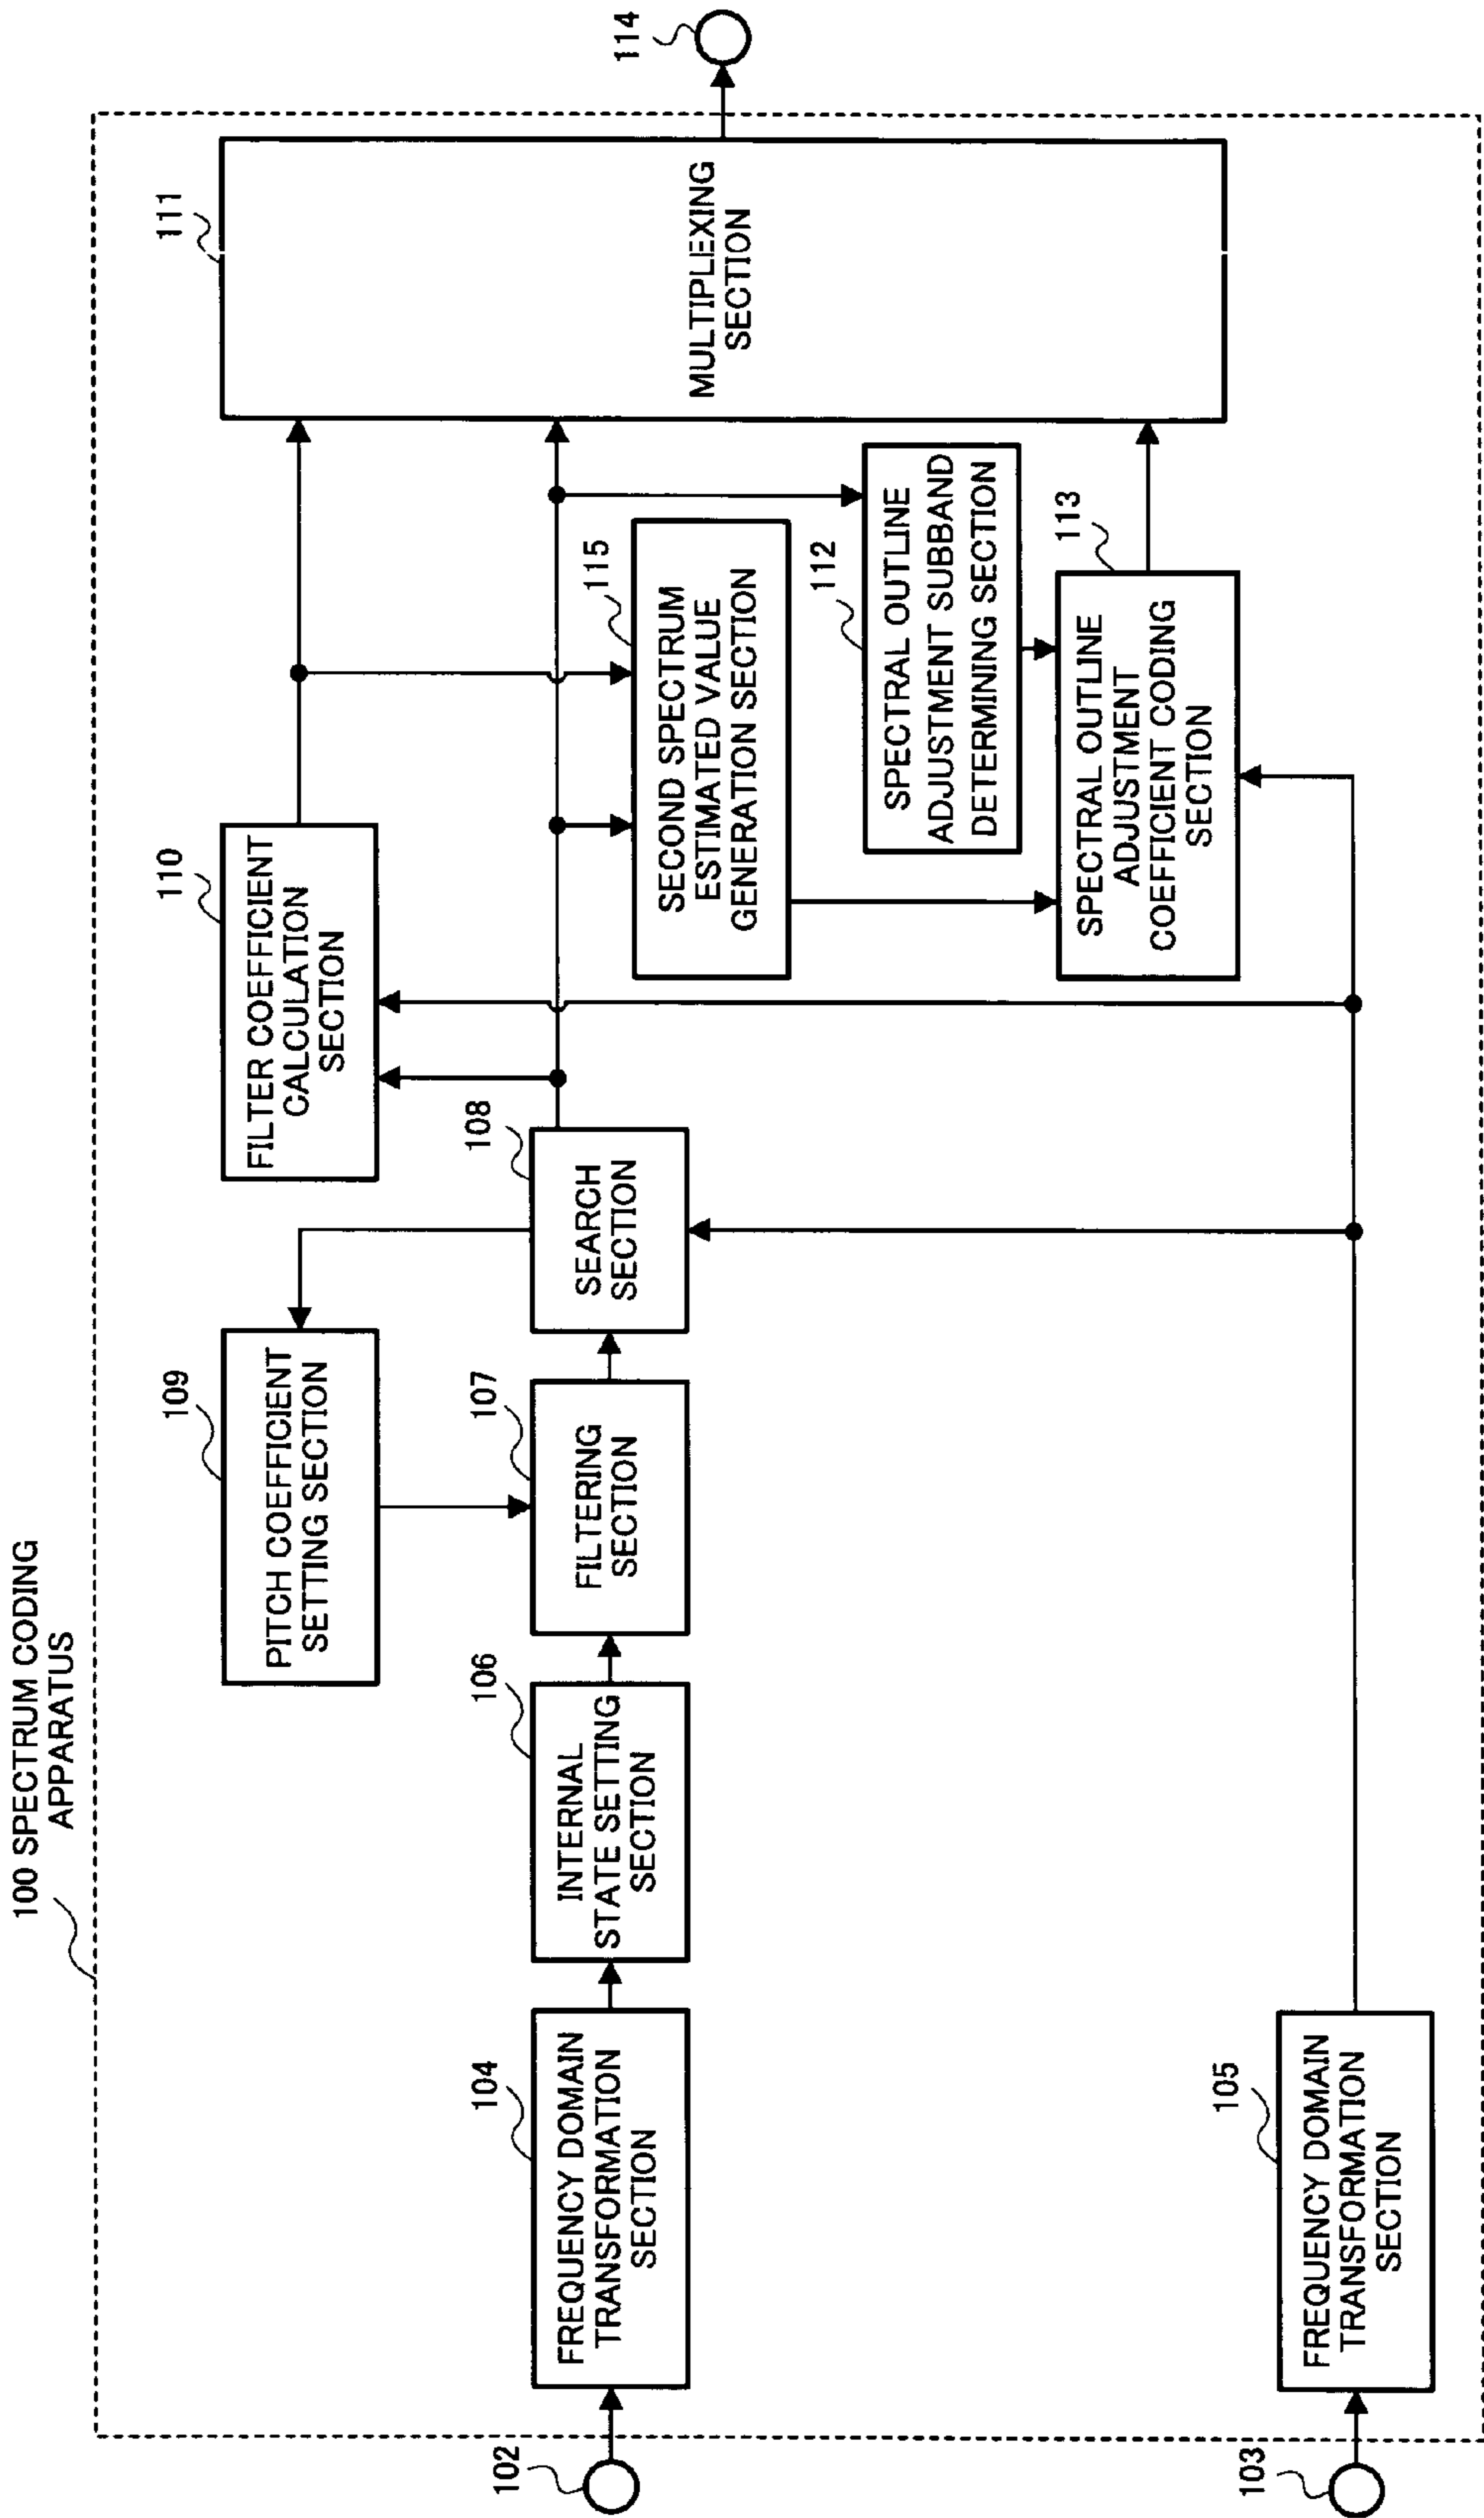 100 SPECTRUM CODING
APPARATUS
102
104
FREQUENCY DOMAIN
TRANSFORMATION
SECTION
106
INTERNAL
STATE SETTING
SECTION
109
PITCH COEFFICIENT
SETTING SECTION
107
FILTERING
SECTION
108
SEARCH
SECTION
110
FILTER COEFFICIENT
CALCULATION
SECTION
115
SECOND SPECTRUM
ESTIMATED VALUE
GENERATION SECTION
112
SPECTRAL OUTLINE
ADJUSTMENT SUBBAND
DETERMINING SECTION
113
SPECTRAL OUTLINE
ADJUSTMENT
COEFFICIENT CODING
SECTION
111
MULTIPLEXING
SECTION
114
103
105
FREQUENCY DOMAIN
TRANSFORMATION
SECTION